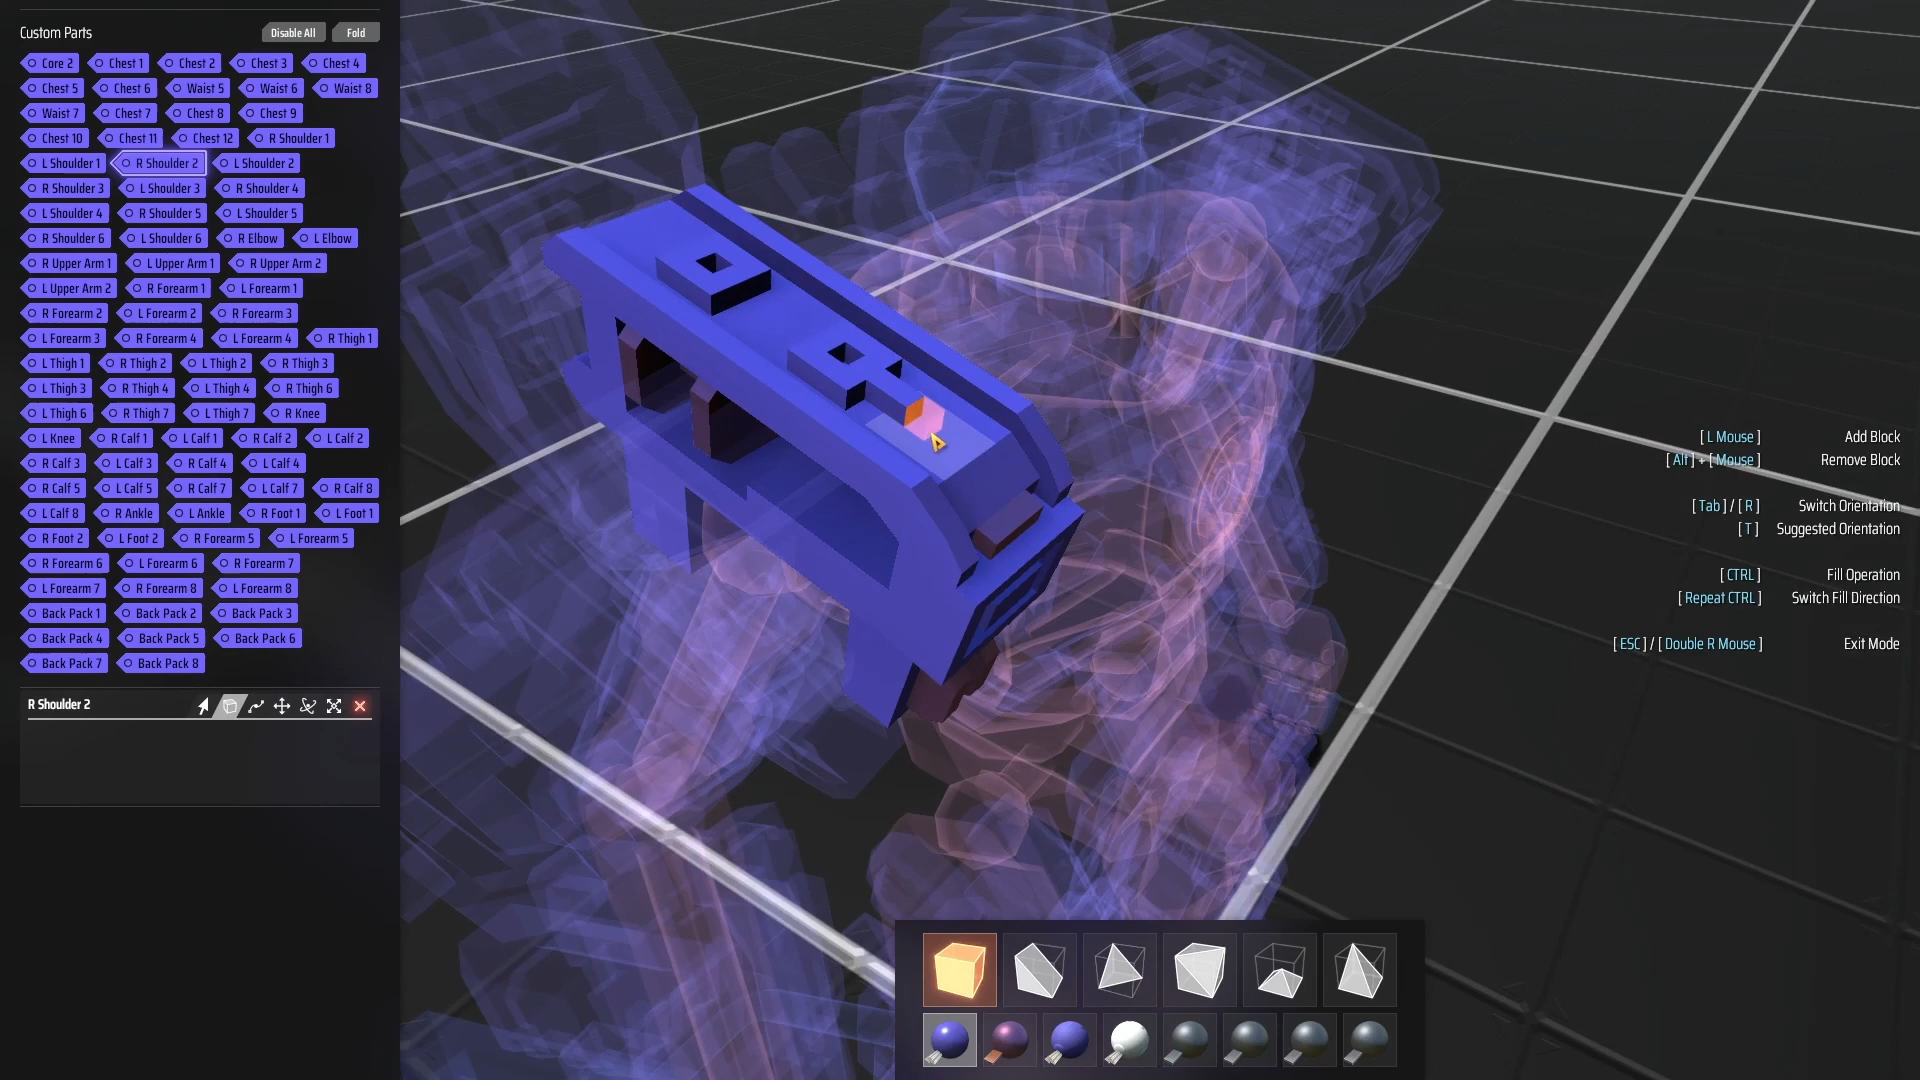 Custom Parts Disable All Fold
Core 2 Chest 1 Chest 2 Chest 3 Chest 4
Chest 5 Chest 6 Waist 5 Waist 6 Waist 8
Waist 7 Chest 7 Chest 8 Chest 9
Chest 10 Chest 11 Chest 12 R Shoulder 1
L Shoulder 1 R Shoulder 2 L Shoulder 2
R Shoulder 3 L Shoulder 3 R Shoulder 4
L Shoulder 4 R Shoulder 5 L Shoulder 5
R Shoulder 6 L Shoulder 6 R Elbow L Elbow
R Upper Arm 1 L Upper Arm 1 R Upper Arm 2
L Upper Arm 2 R Forearm 1 L Forearm 1
R Forearm 2 L Forearm 2 R Forearm 3
L Forearm 3 R Forearm 4 L Forearm 4 R Thigh 1
L Thigh 1 R Thigh 2 L Thigh 2 R Thigh 3
L Thigh 3 R Thigh 4 L Thigh 4 R Thigh 6
L Thigh 6 R Thigh 7 L Thigh 7 R Knee
L Knee R Calf 1 L Calf 1 R Calf 2 L Calf 2
R Calf 3 L Calf 3 R Calf 4 L Calf 4
R Calf 5 L Calf 5 R Calf 7 L Calf 7 R Calf 8
L Calf 8 R Ankle L Ankle R Foot 1 L Foot 1
R Foot 2 L Foot 2 R Forearm 5 L Forearm 5
R Forearm 6 L Forearm 6 R Forearm 7
L Forearm 7 R Forearm 8 L Forearm 8
Back Pack 1 Back Pack 2 Back Pack 3
Back Pack 4 Back Pack 5 Back Pack 6
Back Pack 7 Back Pack 8
R Shoulder 2
[ L Mouse ] Add Block
[ Alt ] + [ Mouse ] Remove Block
[ Tab ] / [ R ] Switch Orientation
[ T ] Suggested Orientation
[ CTRL ] Fill Operation
[ Repeat CTRL ] Switch Fill Direction
[ ESC ] / [ Double R Mouse ] Exit Mode